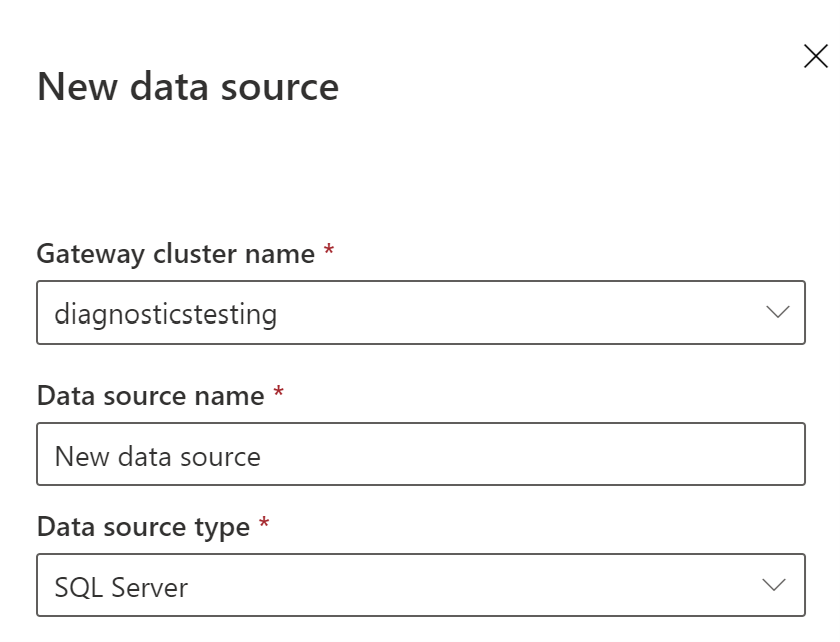 New data source
Gateway cluster name *
diagnosticstesting
Data source name *
New data source
Data source type *
SQL Server